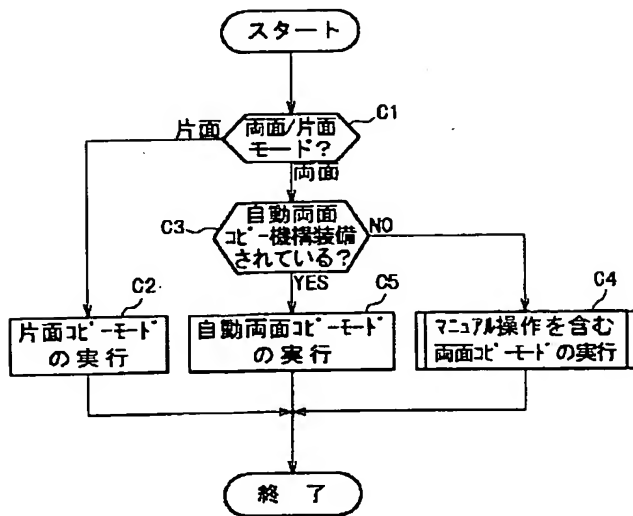 スタート
C1
片面
両面/片面
モード?
両面
C3
自動両面
コピー機構装備
されている?
NO
YES
C2
C5
C4
片面コピーモード
の実行
自動両面コピーモード
の実行
マニュアル操作を含む
両面コピーモードの実行
終了